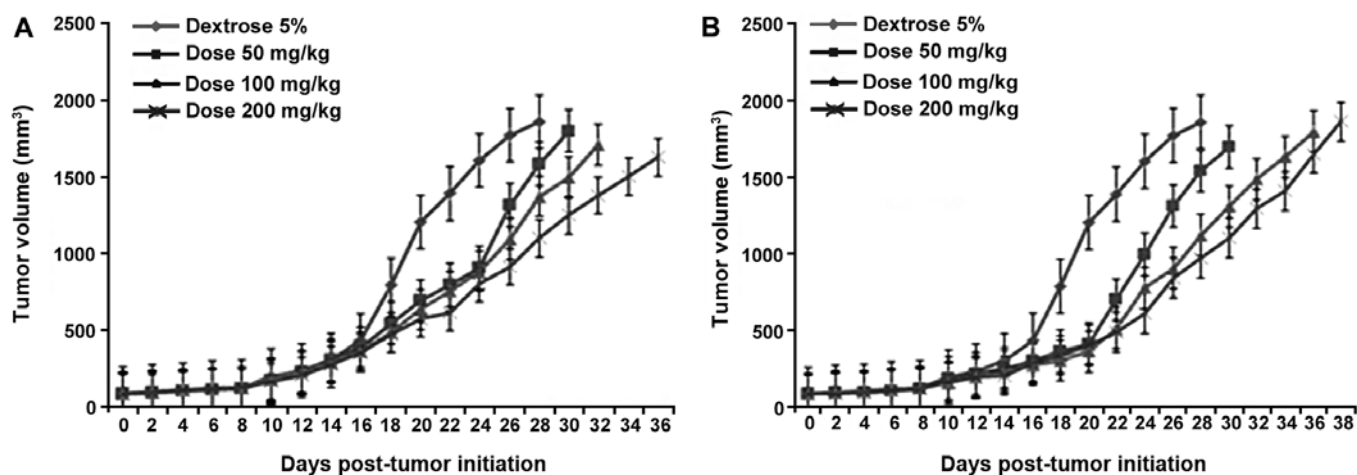 A
Dextrose 5%
Dose 50 mg/kg
Dose 100 mg/kg
Dose 200 mg/kg
Tumor volume (mm³)
2500
2000
1500
1000
500
0
0 2 4 6 8 10 12 14 16 18 20 22 24 26 28 30 32 34 36
Days post-tumor initiation
B
Dextrose 5%
Dose 50 mg/kg
Dose 100 mg/kg
Dose 200 mg/kg
Tumor volume (mm³)
2500
2000
1500
1000
500
0
0 2 4 6 8 10 12 14 16 18 20 22 24 26 28 30 32 34 36 38
Days post-tumor initiation